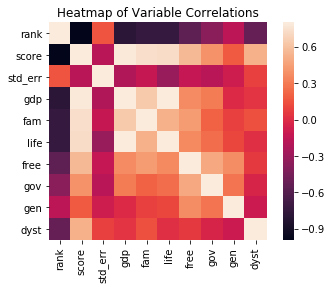 Heatmap of Variable Correlations
rank
score
std_err
gdp
fam
life
free
gov
gen
dyst
rank
score
std_err
gdp
fam
life
free
gov
gen
dyst
0.6
0.3
0.0
−0.3
−0.6
−0.9